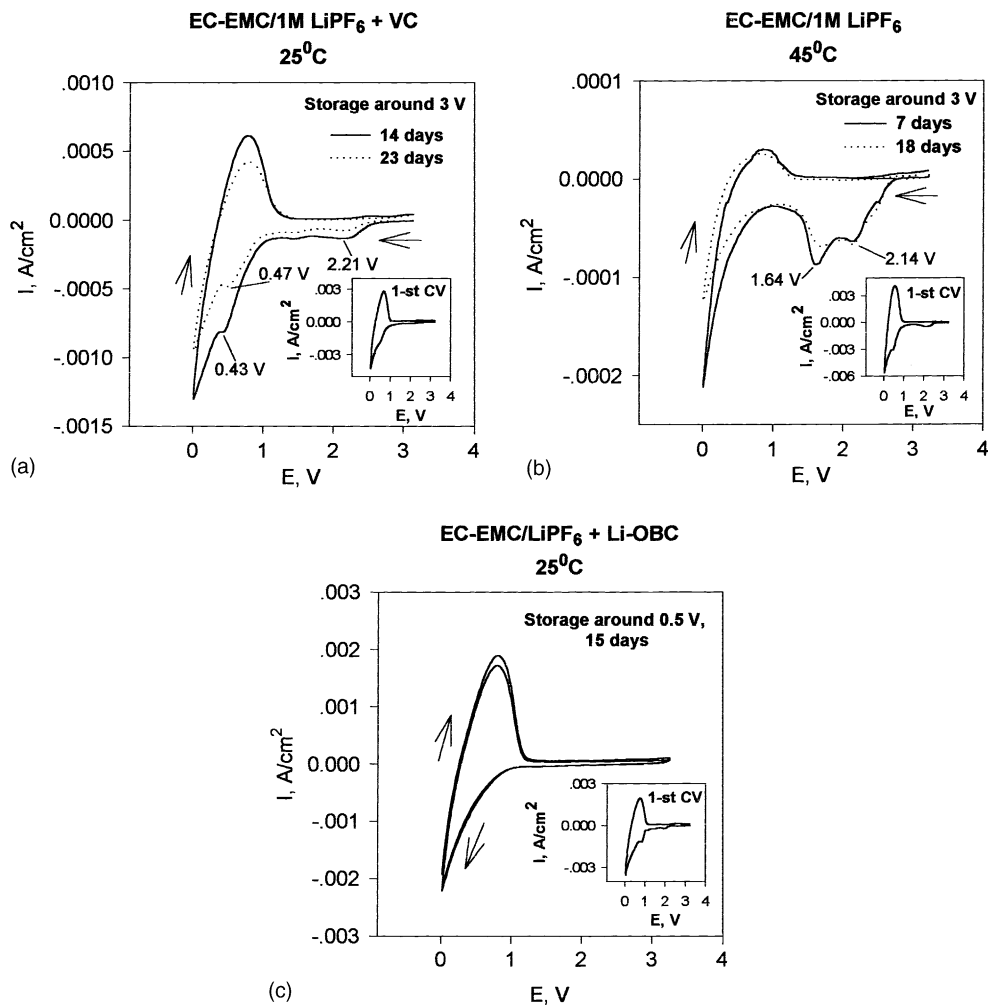 EC-EMC/1M LiPF6 + VC
25⁰C
Storage around 3 V
14 days
23 days
.0010
.0005
0.0000
-.0005
-.0010
-.0015
I, A/cm²
2.21 V
0.47 V
0.43 V
1-st CV
.003
0.000
-.003
I, A/cm²
0 1 2 3 4
E, V
0 1 2 3 4
E, V
(a)
EC-EMC/1M LiPF6
45⁰C
Storage around 3 V
7 days
18 days
.0001
0.0000
-.0001
-.0002
I, A/cm²
2.14 V
1.64 V
1-st CV
.003
0.000
-.003
-.006
I, A/cm²
0 1 2 3 4
E, V
0 1 2 3 4
E, V
(b)
EC-EMC/LiPF6 + Li-OBC
25⁰C
Storage around 0.5 V,
15 days
.003
.002
.001
0.000
-.001
-.002
-.003
I, A/cm²
1-st CV
.003
0.000
-.003
I, A/cm²
0 1 2 3 4
E, V
0 1 2 3 4
E, V
(c)